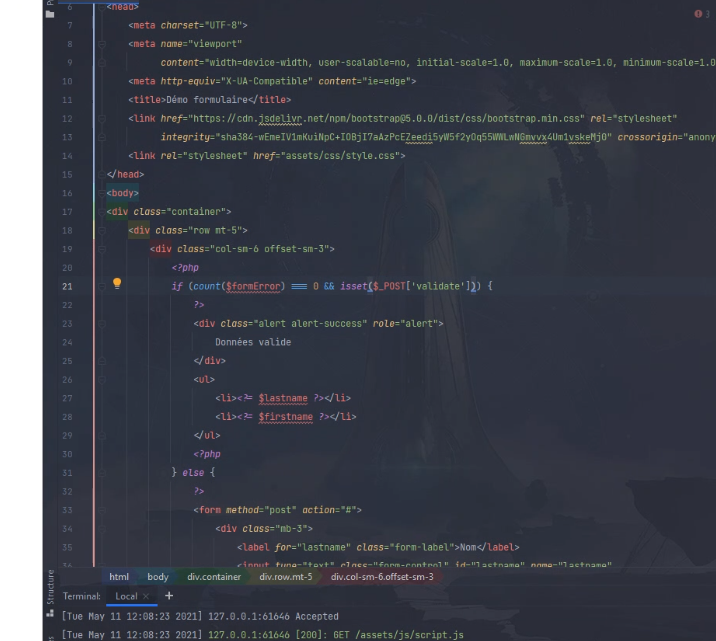 6 <head>
3
7 <meta charset="UTF-8">
8 <meta name="viewport"
9 content="width=device-width, user-scalable=no, initial-scale=1.0, maximum-scale=1.0, minimum-scale=1.0
10 <meta http-equiv="X-UA-Compatible" content="ie=edge">
11 <title>Démo formulaire</title>
12 <link href="https://cdn.jsdelivr.net/npm/bootstrap@5.0.0/dist/css/bootstrap.min.css" rel="stylesheet"
13 integrity="sha384-wEmeIV1mKuiNpC+IOBjI7aAzPcEZeedi5yW5f2yOq55WWLwNGmvvx4Um1vskeMj0" crossorigin="anony
14 <link rel="stylesheet" href="assets/css/style.css">
15 </head>
16 <body>
17 <div class="container">
18 <div class="row mt-5">
19 <div class="col-sm-6 offset-sm-3">
20 <?php
21 if (count($formError) === 0 && isset($_POST['validate'])) {
22 ?>
23 <div class="alert alert-success" role="alert">
24 Données valide
25 </div>
26 <ul>
27 <li><?= $lastname ?></li>
28 <li><?= $firstname ?></li>
29 </ul>
30 <?php
31 } else {
32 ?>
33 <form method="post" action="#">
34 <div class="mb-3">
35 <label for="lastname" class="form-label">Nom</label>
36 <input type="text" class="form-control" id="lastname" name="lastname"
html body div.container div.row.mt-5 div.col-sm-6.offset-sm-3
Structure
Terminal: Local × +
[Tue May 11 12:08:23 2021] 127.0.0.1:61646 Accepted
[Tue May 11 12:08:23 2021] 127.0.0.1:61646 [200]: GET /assets/js/script.js